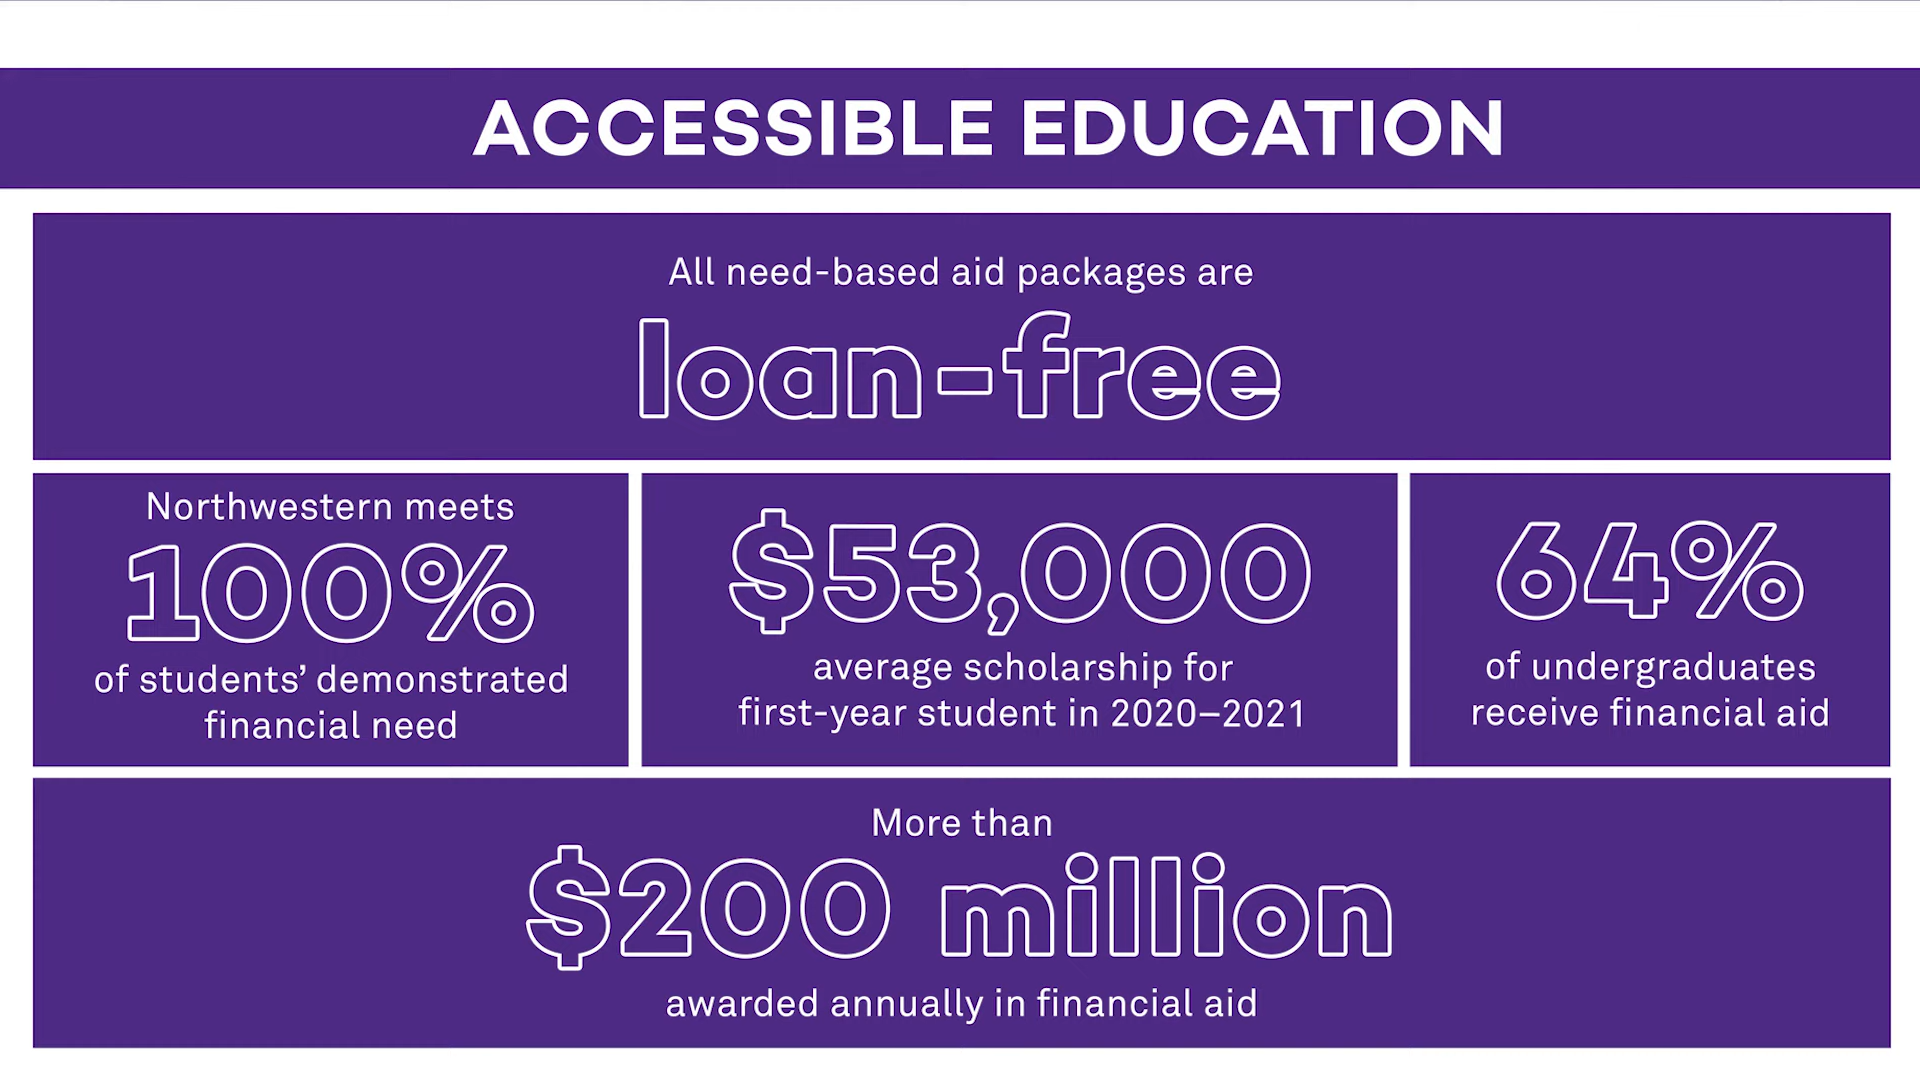 ACCESSIBLE EDUCATION
All need-based aid packages are
loan-free
Northwestern meets
100%
of students’ demonstrated
financial need
$53,000
average scholarship for
first-year student in 2020–2021
64%
of undergraduates
receive financial aid
More than
$200 million
awarded annually in financial aid